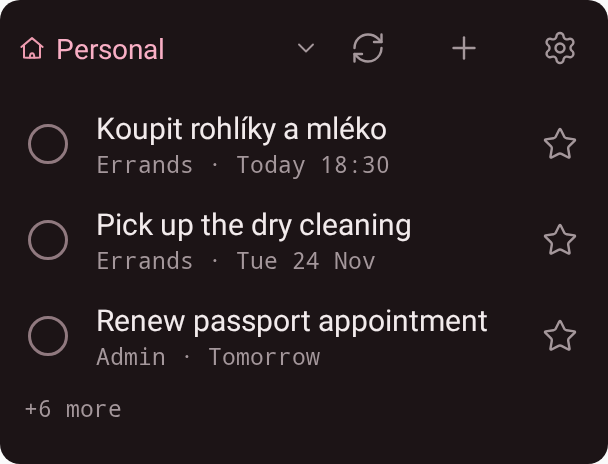 Personal
Koupit rohlíky a mléko
Errands · Today 18:30
Pick up the dry cleaning
Errands · Tue 24 Nov
Renew passport appointment
Admin · Tomorrow
+6 more